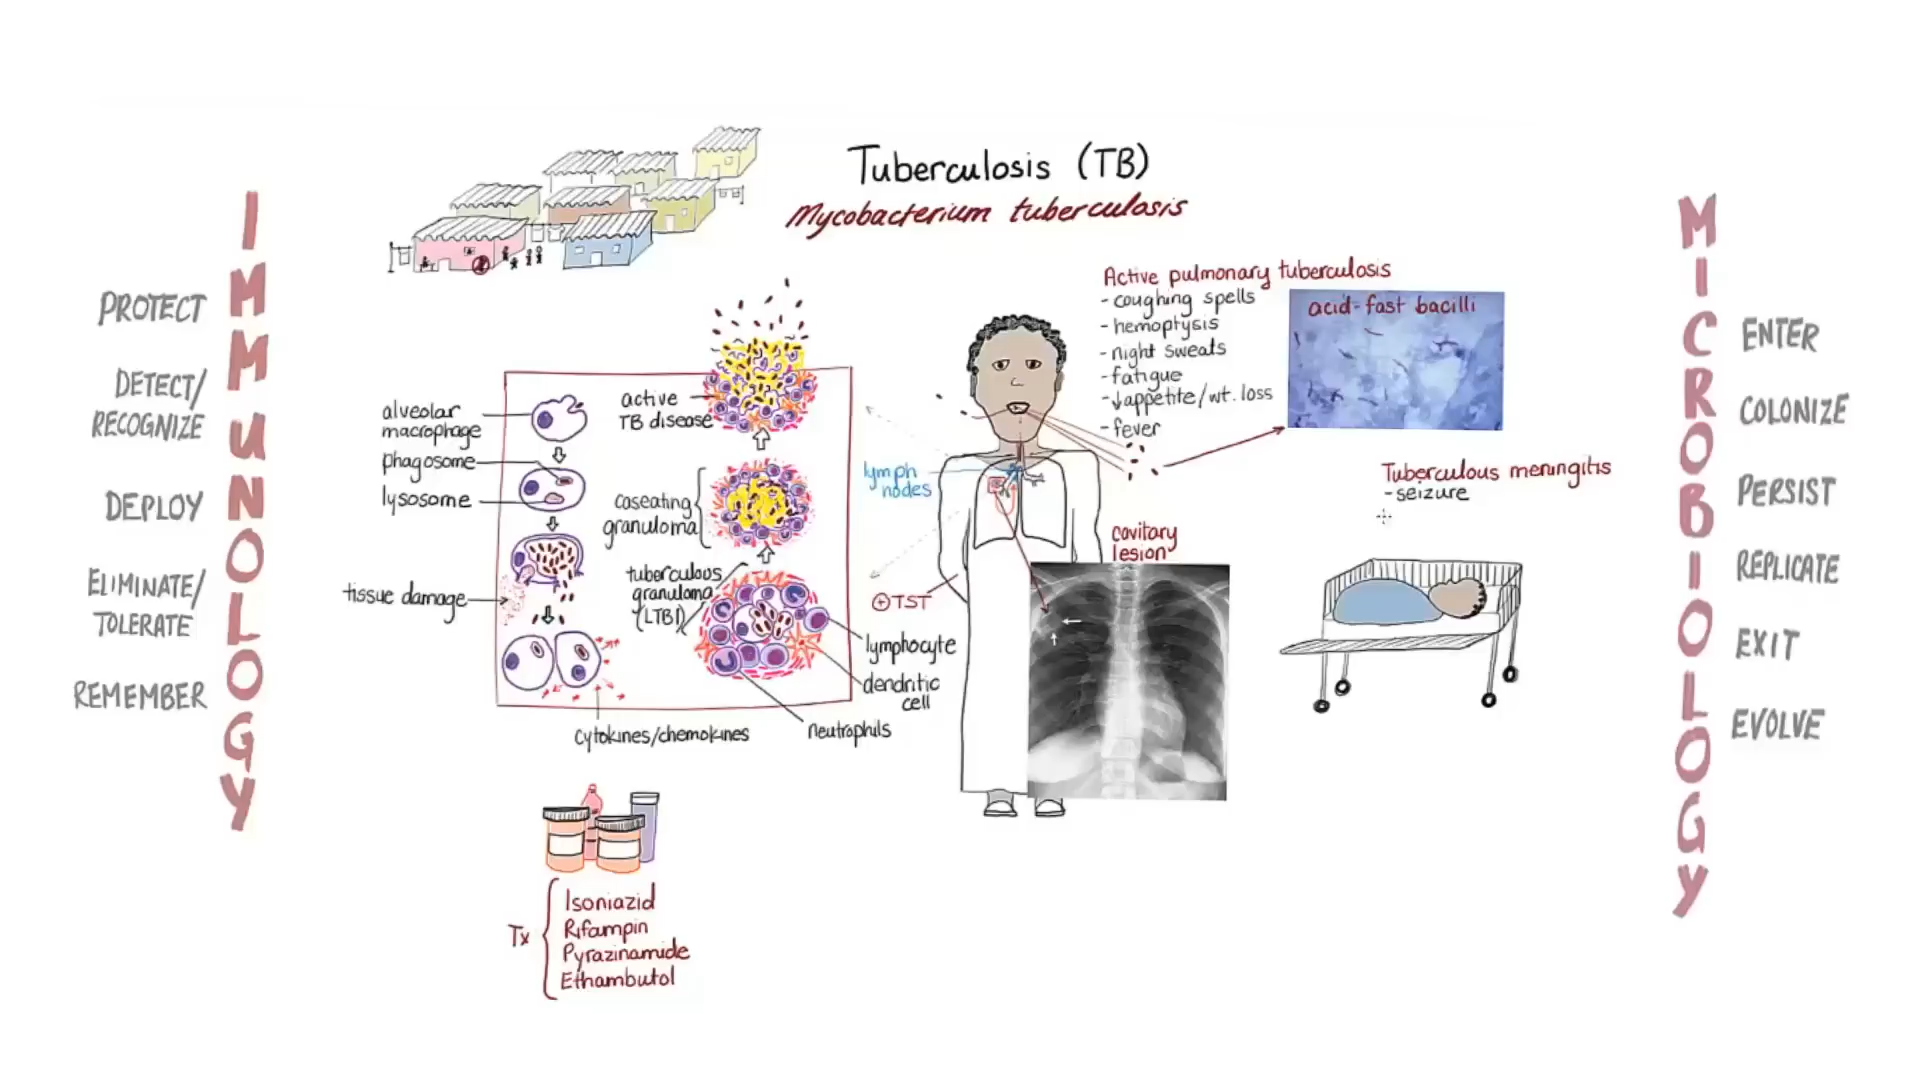 Tuberculosis (TB)
Mycobacterium tuberculosis
IMMUNOLOGY
PROTECT
DETECT/
RECOGNIZE
DEPLOY
ELIMINATE/
TOLERATE
REMEMBER
alveolar
macrophage
phagosome
lysosome
tissue damage
cytokines/chemokines
active
TB disease
caseating
granuloma
tuberculous
granuloma
(LTBI)
lymphocyte
dendritic
cell
neutrophils
lymph
nodes
⊕TST
Active pulmonary tuberculosis
- coughing spells
- hemoptysis
- night sweats
- fatigue
- ↓appetite/wt. loss
- fever
acid-fast bacilli
cavitary
lesion
Tuberculous meningitis
- seizure
Tx
Isoniazid
Rifampin
Pyrazinamide
Ethambutol
MICROBIOLOGY
ENTER
COLONIZE
PERSIST
REPLICATE
EXIT
EVOLVE